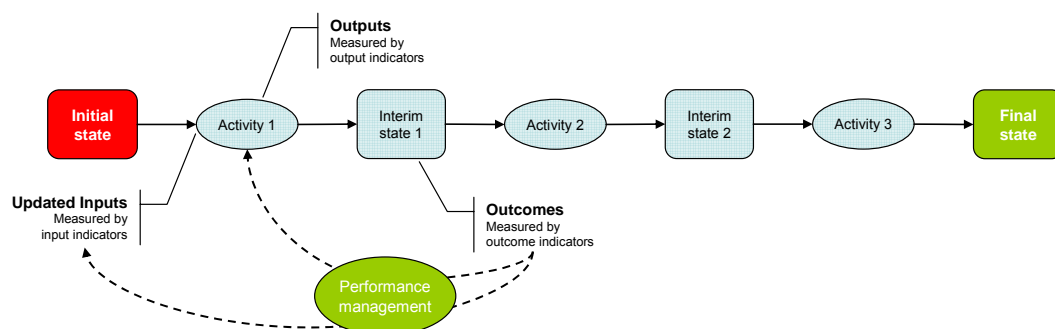 Outputs
Measured by
output indicators
Initial
state
Activity 1
Interim
state 1
Activity 2
Interim
state 2
Activity 3
Final
state
Updated Inputs
Measured by
input indicators
Outcomes
Measured by
outcome indicators
Performance
management